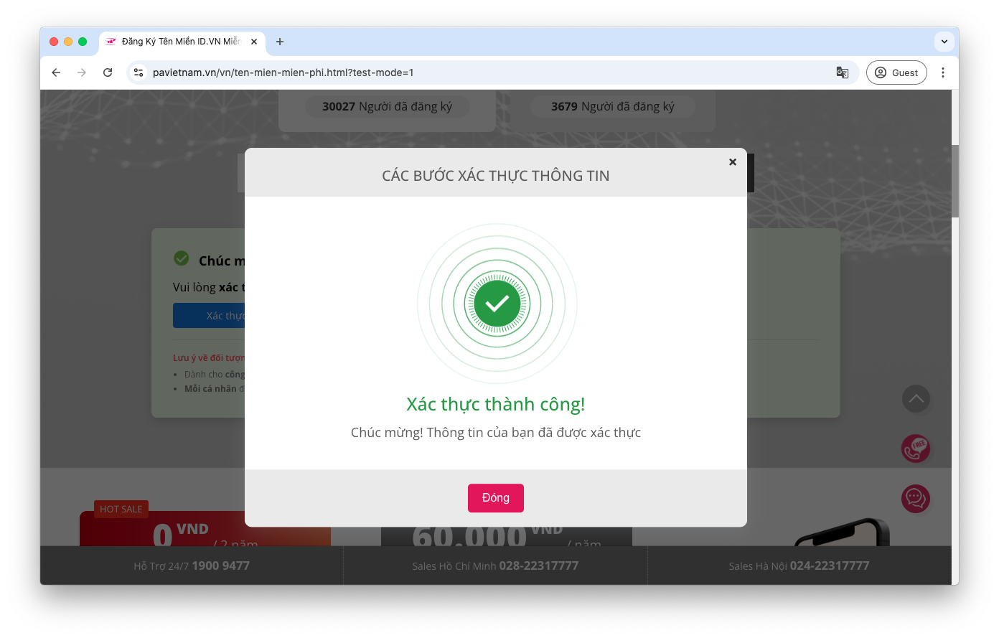 Đăng Ký Tên Miền ID.VN Miễn
pavietnam.vn/vn/ten-mien-mien-phi.html?test-mode=1
Guest
30027 Người đã đăng ký
3679 Người đã đăng ký
CÁC BƯỚC XÁC THỰC THÔNG TIN
Chúc m
Vui lòng xác t
Xác thực
Lưu ý về đối tượn
Dành cho công
Mỗi cá nhân đ
Xác thực thành công!
Chúc mừng! Thông tin của bạn đã được xác thực
Đóng
FREE
HOT SALE
0 VND
/ 2 năm
60.000 VND
/ năm
Hỗ Trợ 24/7 1900 9477
Sales Hồ Chí Minh 028-22317777
Sales Hà Nội 024-22317777